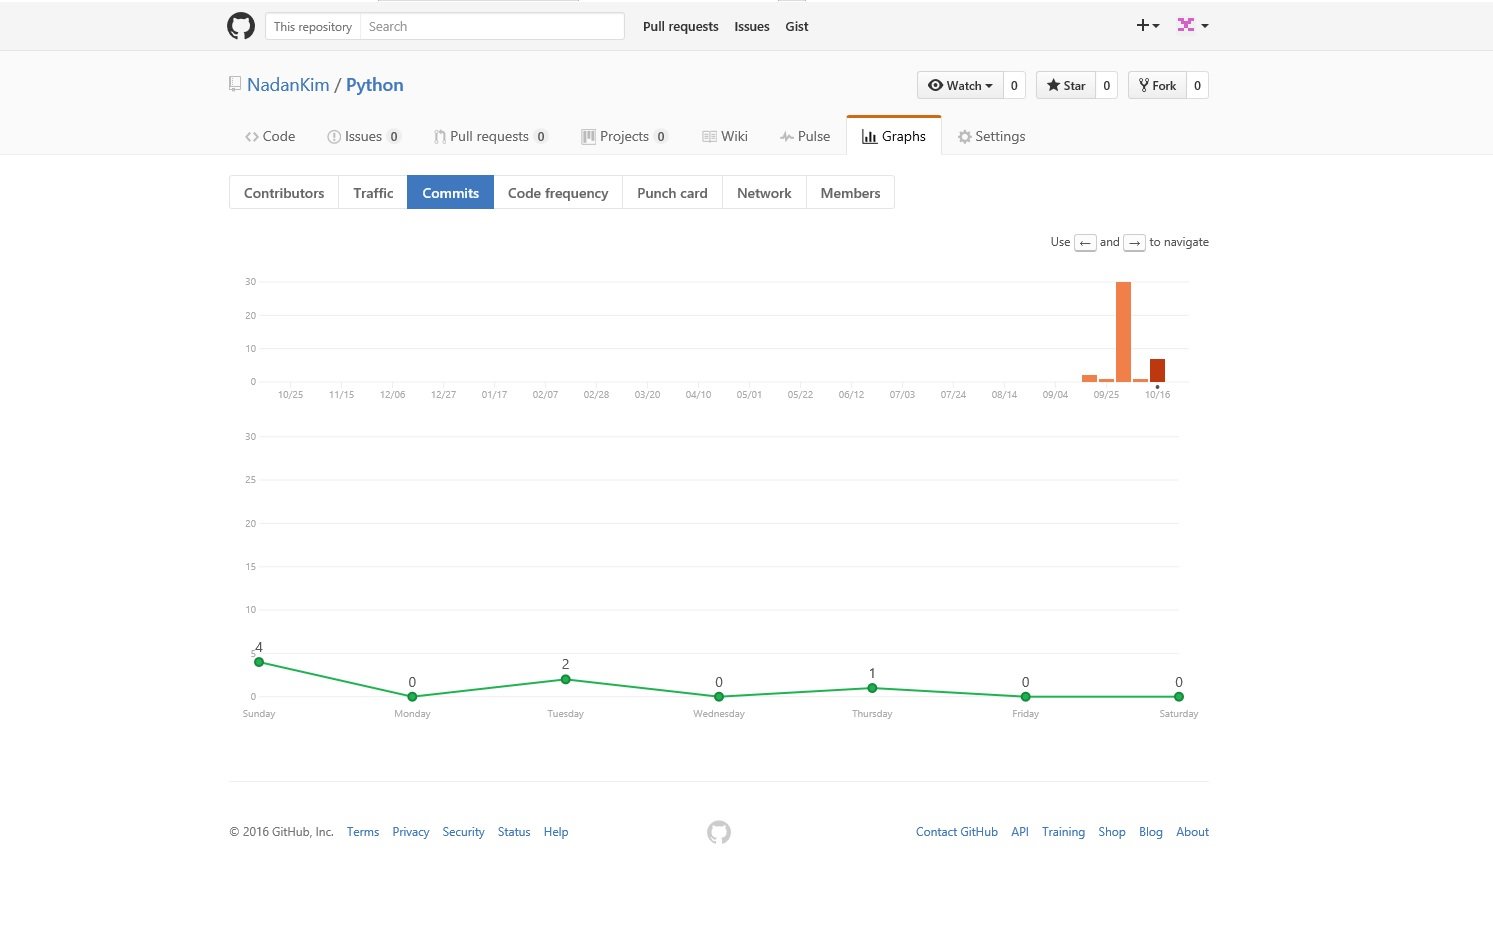 This repository Search Pull requests Issues Gist
NadanKim / Python Watch 0 Star 0 Fork 0
Code Issues 0 Pull requests 0 Projects 0 Wiki Pulse Graphs Settings
Contributors Traffic Commits Code frequency Punch card Network Members
Use ← and → to navigate
30
20
10
0
10/25 11/15 12/06 12/27 01/17 02/07 02/28 03/20 04/10 05/01 05/22 06/12 07/03 07/24 08/14 09/04 09/25 10/16
30
25
20
15
10
5
0
4 0 2 0 1 0 0
Sunday Monday Tuesday Wednesday Thursday Friday Saturday
© 2016 GitHub, Inc. Terms Privacy Security Status Help Contact GitHub API Training Shop Blog About